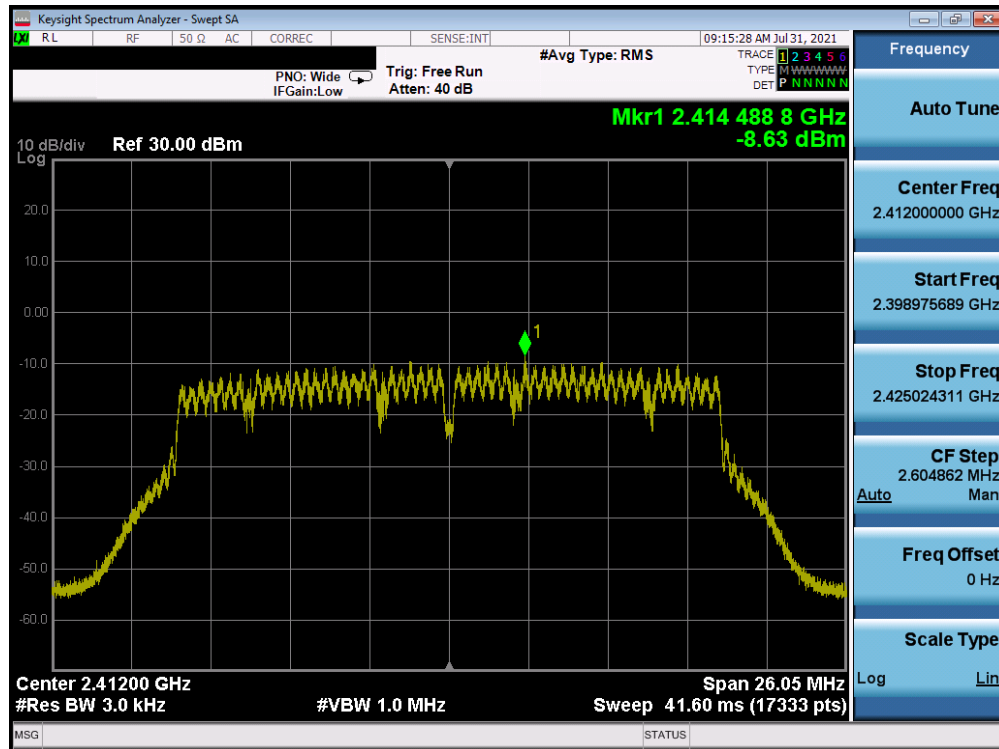 Keysight Spectrum Analyzer - Swept SA
LXI RL RF 50 Ω AC CORREC SENSE:INT 09:15:28 AM Jul 31, 2021
#Avg Type: RMS
TRACE 1 2 3 4 5 6
PNO: Wide Trig: Free Run
TYPE M WWWWW
IFGain:Low Atten: 40 dB
DET P N N N N N
Mkr1 2.414 488 8 GHz
-8.63 dBm
10 dB/div Ref 30.00 dBm
Log
20.0
10.0
0.00
-10.0
-20.0
-30.0
-40.0
-50.0
-60.0
1
Center 2.41200 GHz Span 26.05 MHz
#Res BW 3.0 kHz #VBW 1.0 MHz Sweep 41.60 ms (17333 pts)
MSG STATUS
Frequency
Auto Tune
Center Freq
2.412000000 GHz
Start Freq
2.398975689 GHz
Stop Freq
2.425024311 GHz
CF Step
2.604862 MHz
Auto Man
Freq Offset
0 Hz
Scale Type
Log Lin